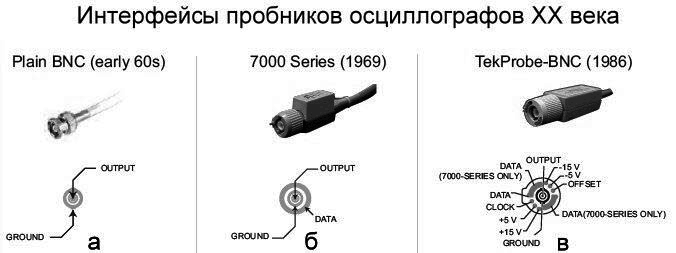 Интерфейсы пробников осциллографов XX века
Plain BNC (early 60s)
7000 Series (1969)
TekProbe-BNC (1986)
OUTPUT
GROUND
а
OUTPUT
DATA
GROUND
б
OUTPUT
-15 V
-5 V
OFFSET
DATA
(7000-SERIES ONLY)
DATA
CLOCK
+5 V
+15 V
GROUND
DATA(7000-SERIES ONLY)
в